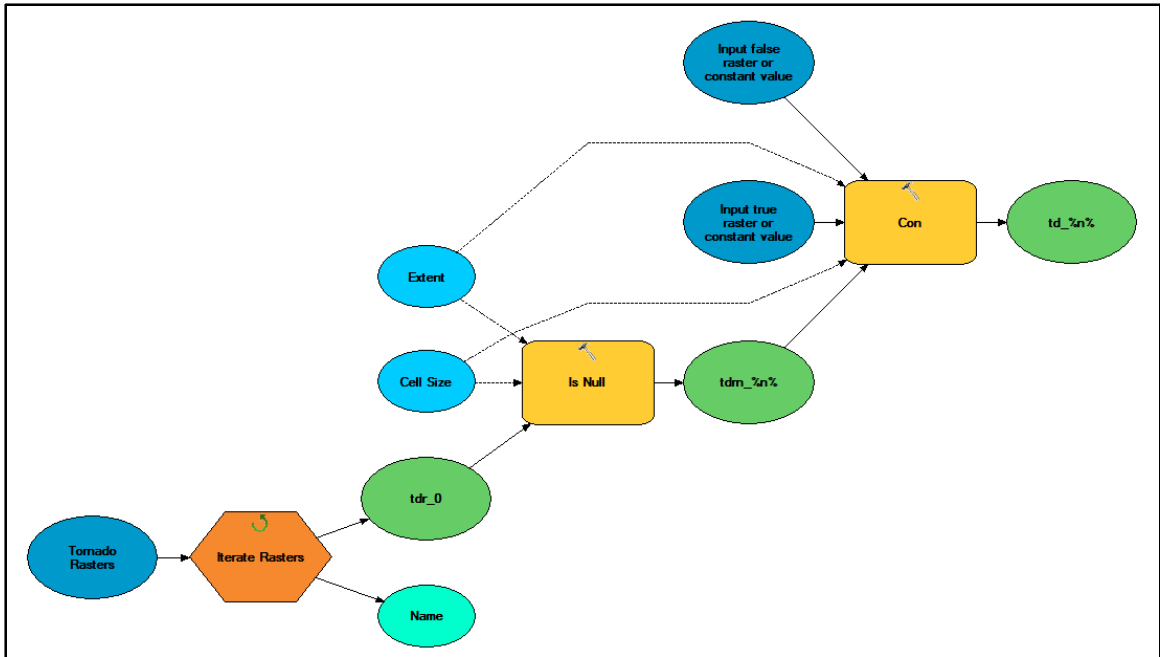 Input false
raster or
constant value
Input true
raster or
constant value
Con
td_%n%
Extent
Cell Size
Is Null
tdrn_%n%
tdr_0
Tornado
Rasters
Iterate Rasters
Name